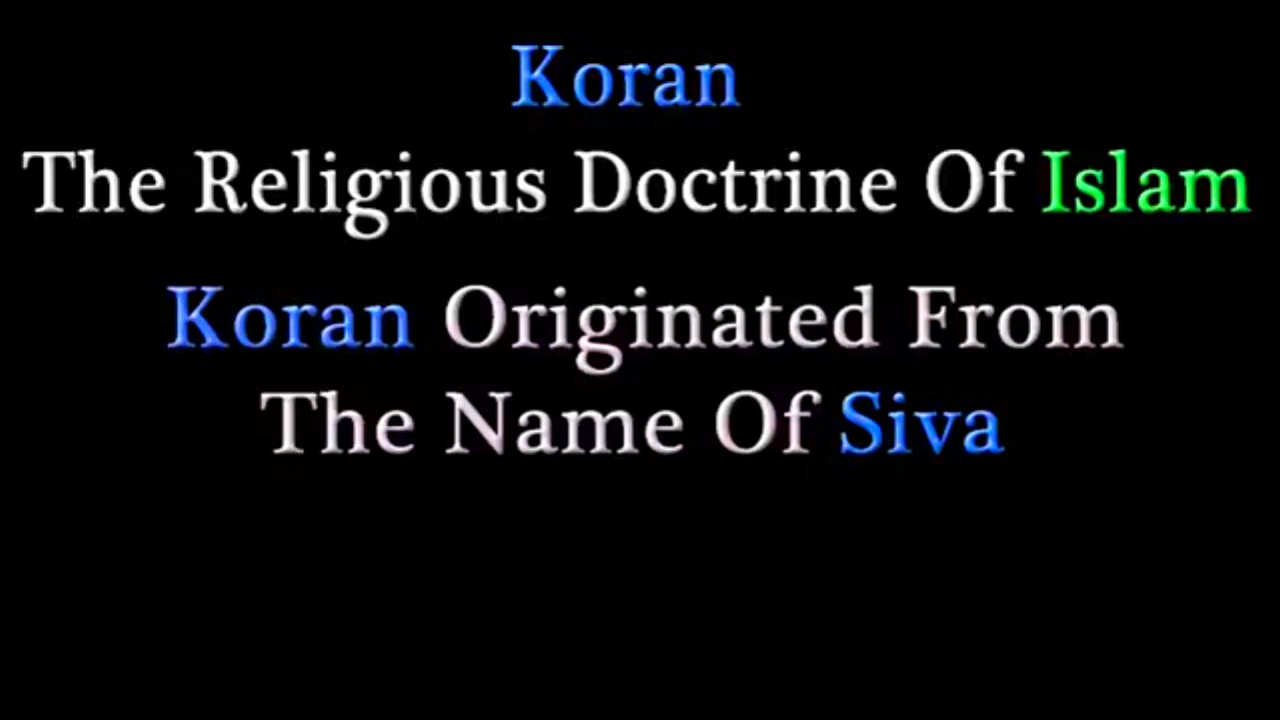 Koran
The Religious Doctrine Of Islam
Koran Originated From
The Name Of Siva